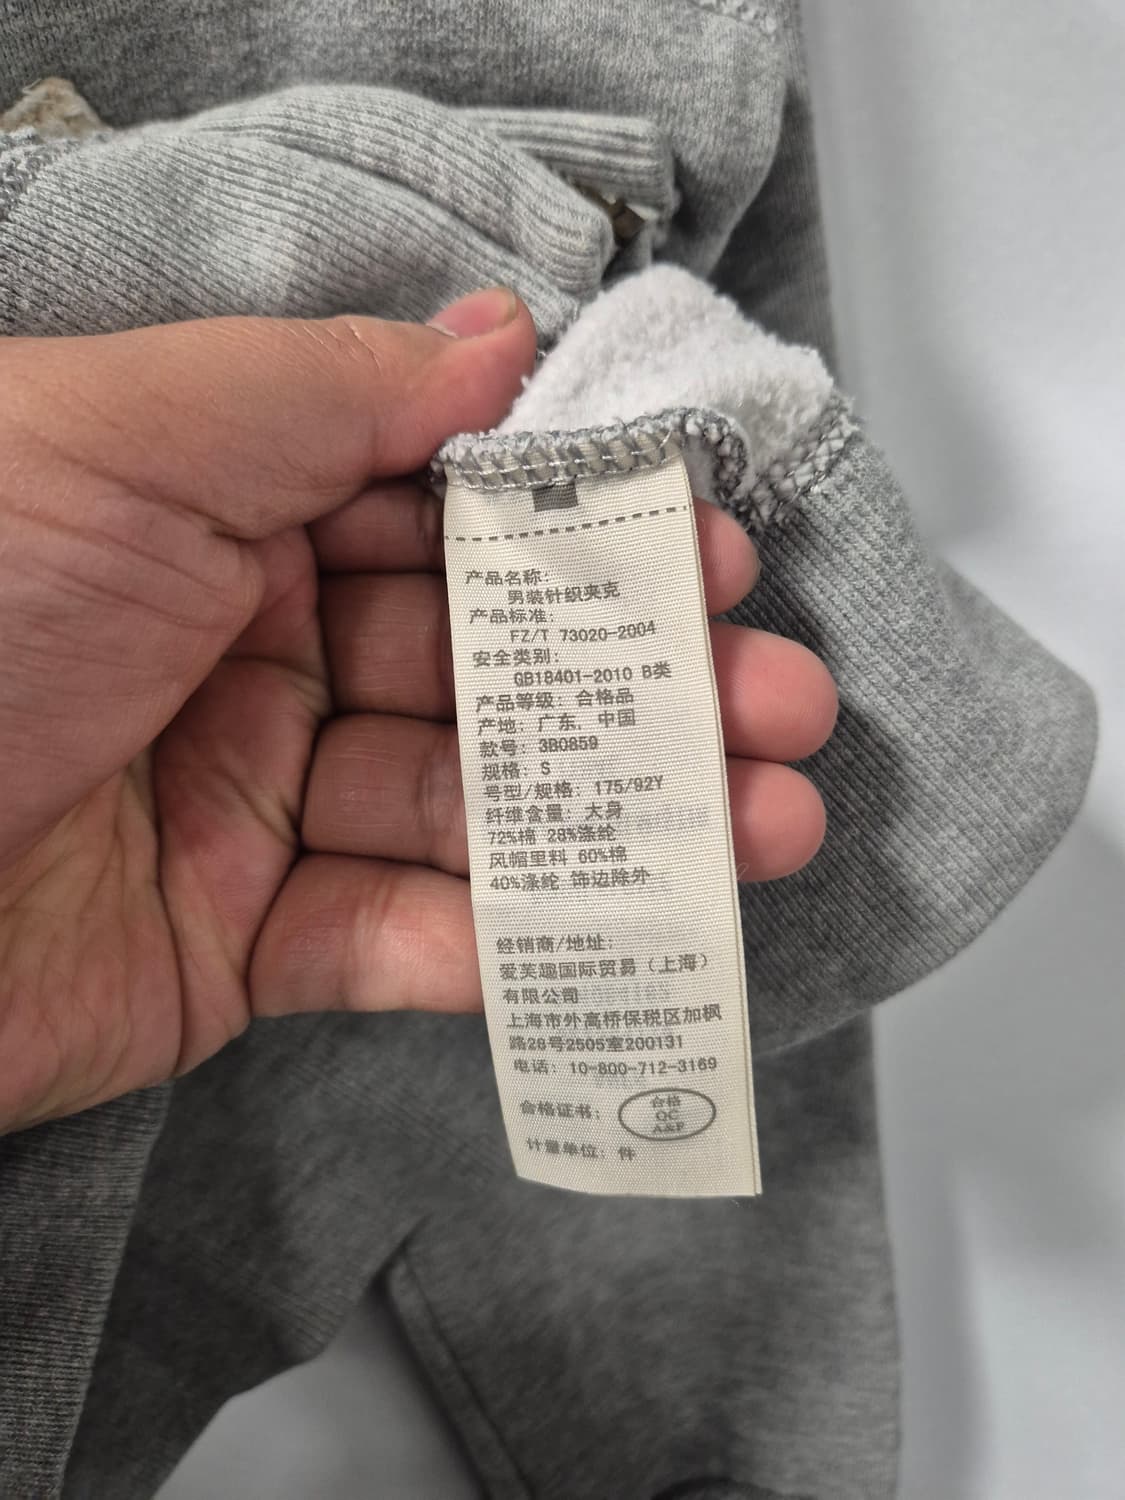 产品名称:
男装针织夹克
产品标准:
FZ/T 73020-2004
安全类别:
GB18401-2010 B类
产品等级: 合格品
产地: 广东, 中国
款号: 3B0859
规格: S
号型/规格: 175/92Y
纤维含量: 大身
72%棉 28%涤纶
风帽里料 60%棉
40%涤纶 饰边除外
经销商/地址:
爱芙趣国际贸易（上海）
有限公司
上海市外高桥保税区加枫
路28号2505室200131
电话: 10-800-712-3169
合格证书:
合格
QC
A&F
计量单位: 件